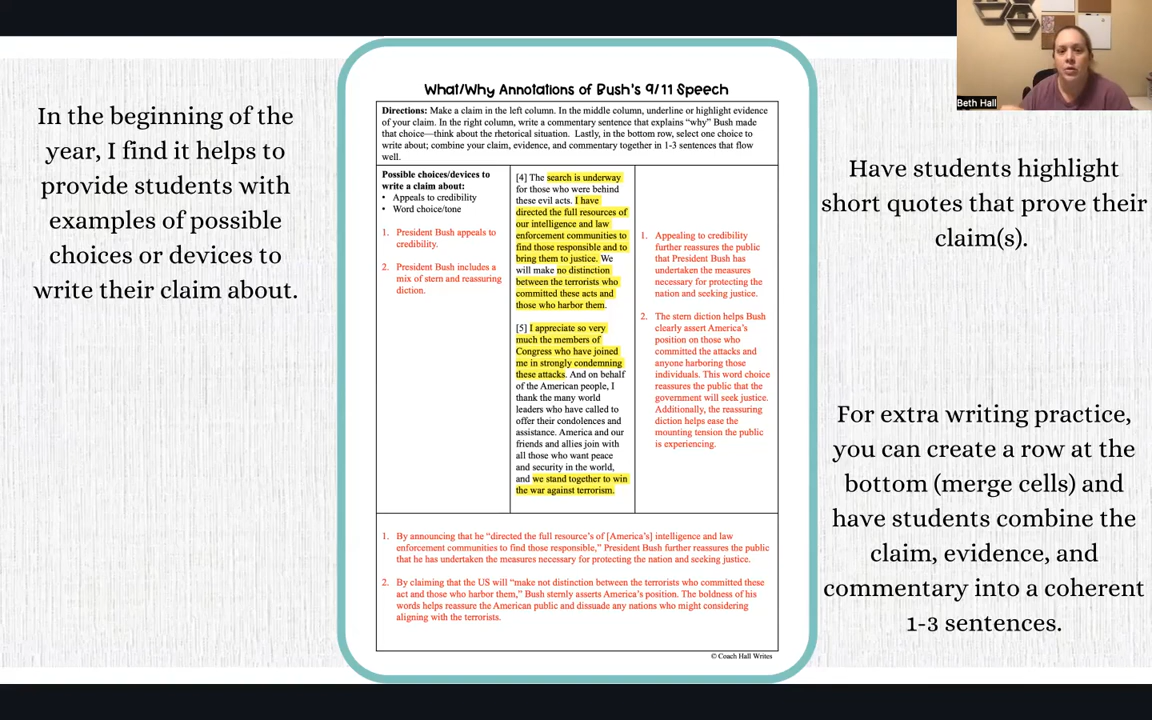 In the beginning of the
year, I find it helps to
provide students with
examples of possible
choices or devices to
write their claim about.
What/Why Annotations of Bush's 9/11 Speech
Directions: Make a claim in the left column. In the middle column, underline or highlight evidence
of your claim. In the right column, write a commentary sentence that explains "why" Bush made
that choice—think about the rhetorical situation. Lastly, in the bottom row, select one choice to
write about; combine your claim, evidence, and commentary together in 1-3 sentences that flow
well.
Possible choices/devices to
write a claim about:
• Appeals to credibility
• Word choice/tone
1. President Bush appeals to
credibility.
2. President Bush includes a
mix of stern and reassuring
diction.
[4] The search is underway
for those who were behind
these evil acts. I have
directed the full resources of
our intelligence and law
enforcement communities to
find those responsible and to
bring them to justice. We
will make no distinction
between the terrorists who
committed these acts and
those who harbor them.
[5] I appreciate so very
much the members of
Congress who have joined
me in strongly condemning
these attacks. And on behalf
of the American people, I
thank the many world
leaders who have called to
offer their condolences and
assistance. America and our
friends and allies join with
all those who want peace
and security in the world,
and we stand together to win
the war against terrorism.
1. Appealing to credibility
further reassures the public
that President Bush has
undertaken the measures
necessary for protecting the
nation and seeking justice.
2. The stern diction helps Bush
clearly assert America's
position on those who
committed the attacks and
anyone harboring those
individuals. This word choice
reassures the public that the
government will seek justice.
Additionally, the reassuring
diction helps ease the
mounting tension the public
is experiencing.
1. By announcing that he "directed the full resource's of [America's] intelligence and law
enforcement communities to find those responsible," President Bush further reassures the public
that he has undertaken the measures necessary for protecting the nation and seeking justice.
2. By claiming that the US will "make not distinction between the terrorists who committed these
act and those who harbor them," Bush sternly asserts America's position. The boldness of his
words helps reassure the American public and dissuade any nations who might considering
aligning with the terrorists.
© Coach Hall Writes
Beth Hall
Have students highlight
short quotes that prove their
claim(s).
For extra writing practice,
you can create a row at the
bottom (merge cells) and
have students combine the
claim, evidence, and
commentary into a coherent
1-3 sentences.